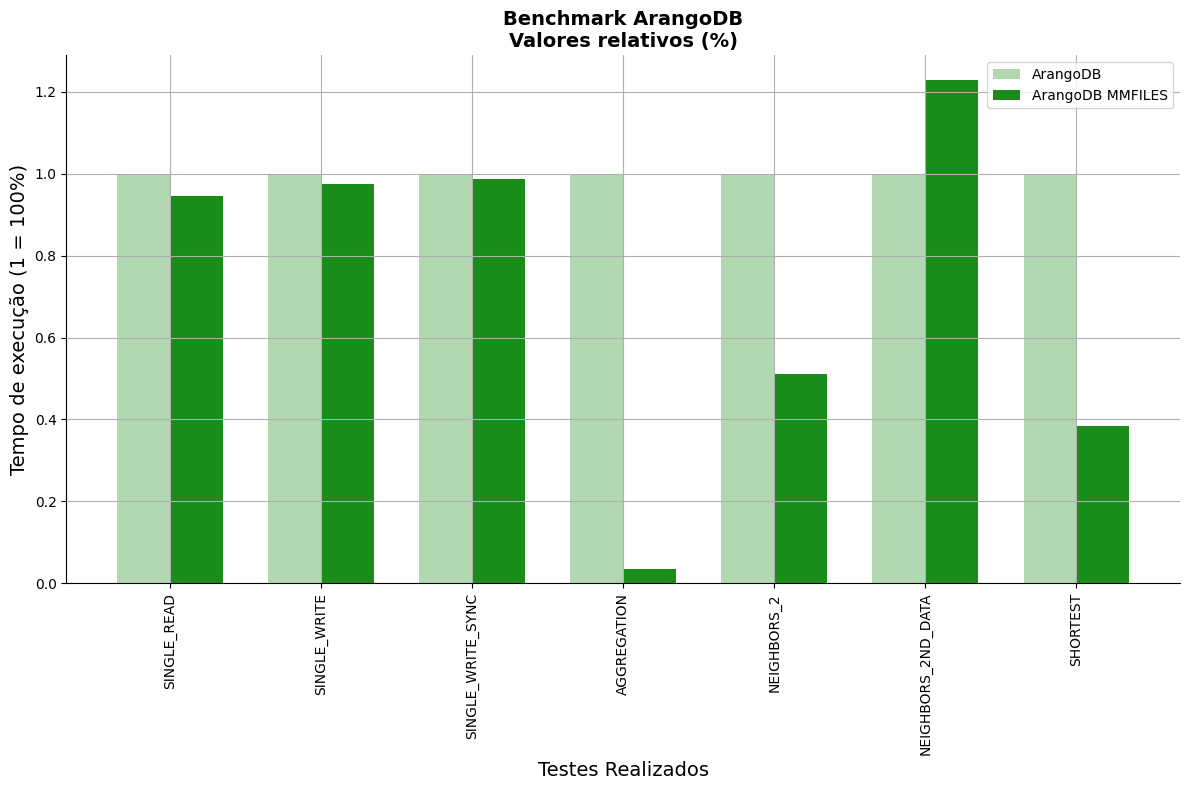 Benchmark ArangoDB
Valores relativos (%)
ArangoDB
ArangoDB MMFILES
Tempo de execução (1 = 100%)
1.2
1.0
0.8
0.6
0.4
0.2
0.0
SINGLE_READ
SINGLE_WRITE
SINGLE_WRITE_SYNC
AGGREGATION
NEIGHBORS_2
NEIGHBORS_2ND_DATA
SHORTEST
Testes Realizados